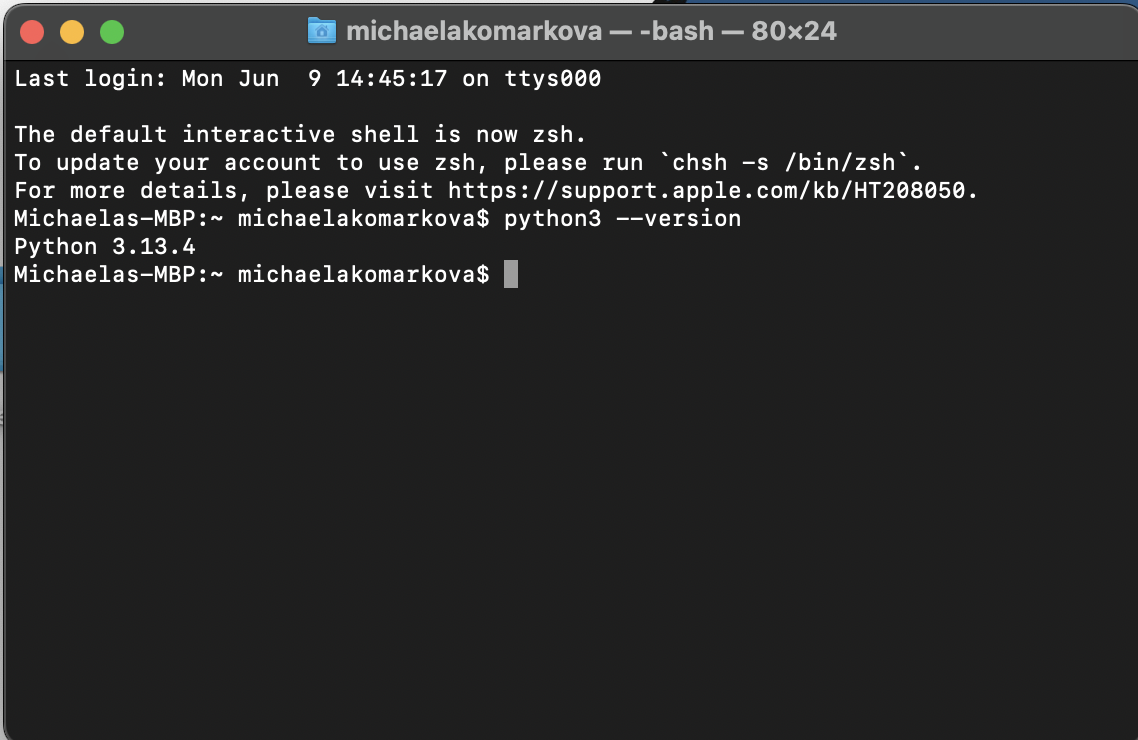 michaelakomarkova — -bash — 80×24
Last login: Mon Jun  9 14:45:17 on ttys000
The default interactive shell is now zsh.
To update your account to use zsh, please run `chsh -s /bin/zsh`.
For more details, please visit https://support.apple.com/kb/HT208050.
Michaelas-MBP:~ michaelakomarkova$ python3 --version
Python 3.13.4
Michaelas-MBP:~ michaelakomarkova$